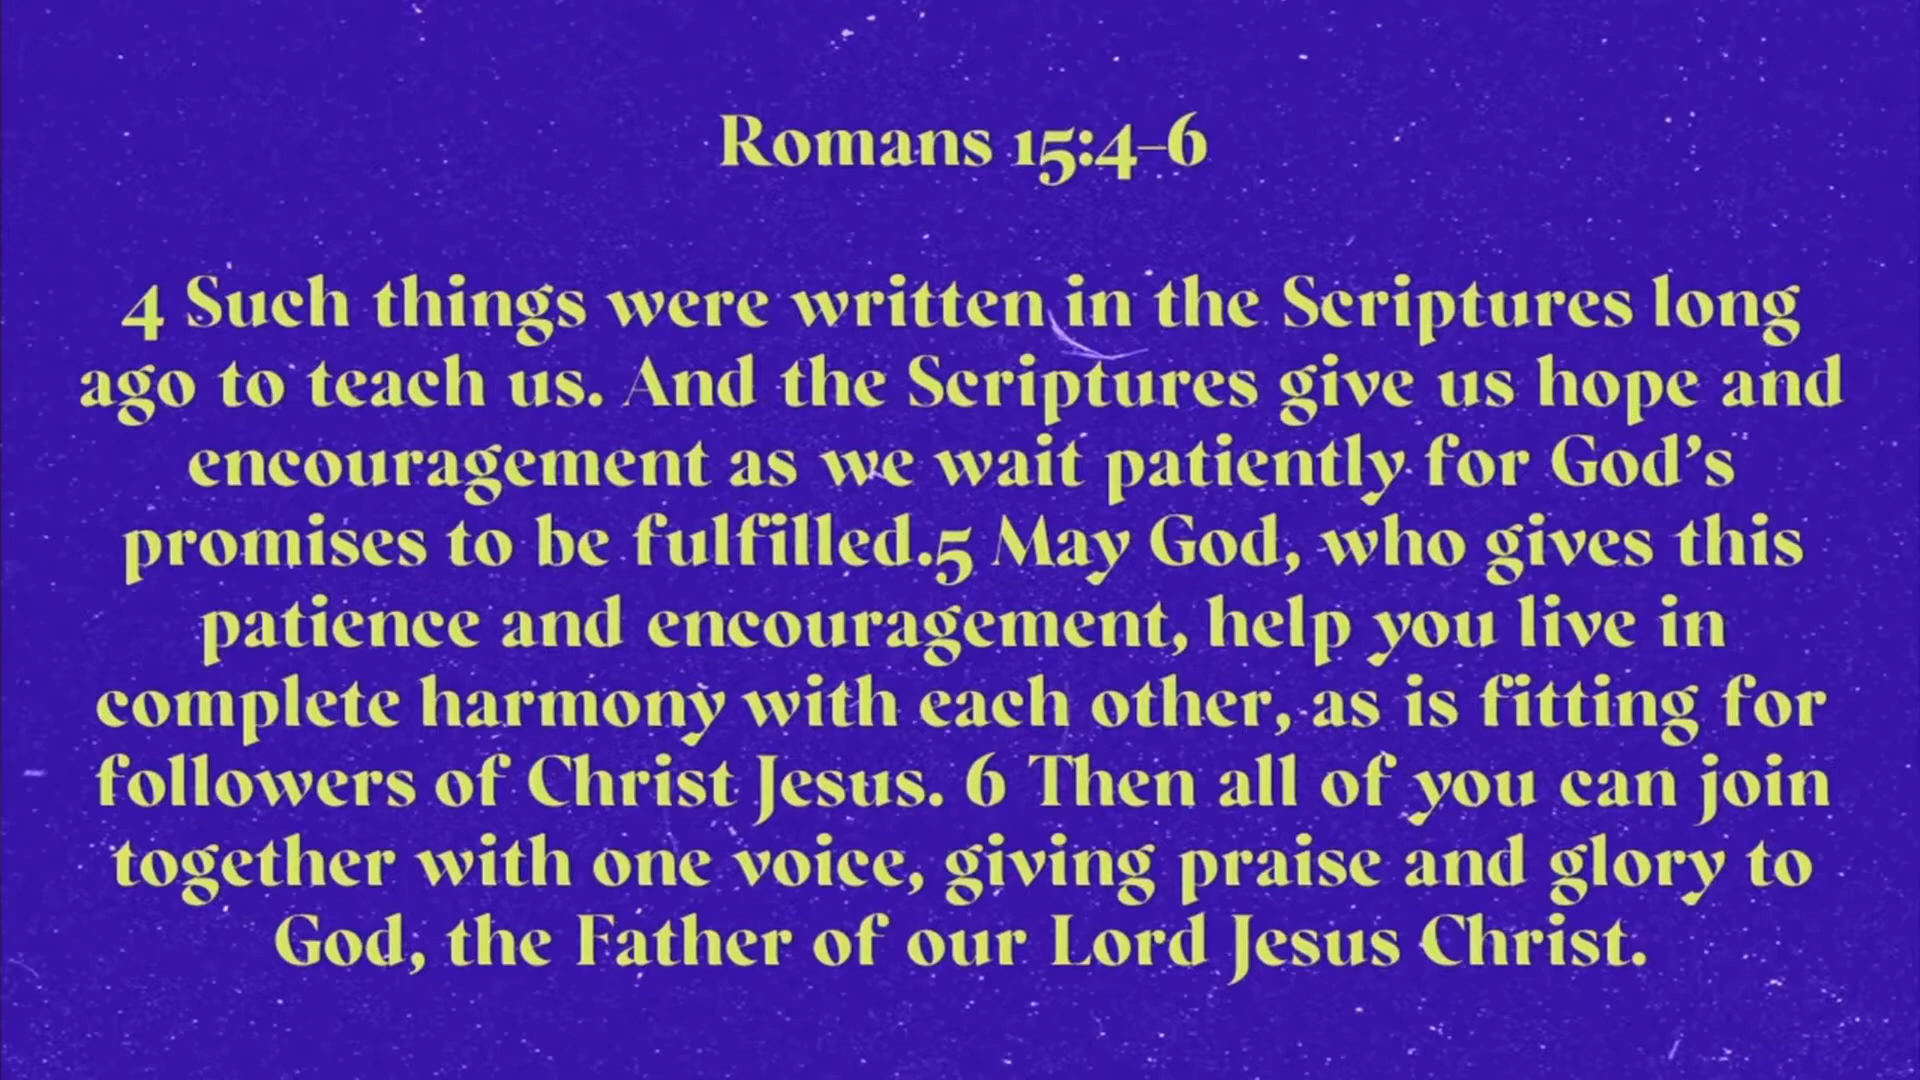 Romans 15:4–6
4 Such things were written in the Scriptures long
ago to teach us. And the Scriptures give us hope and
encouragement as we wait patiently for God’s
promises to be fulfilled.5 May God, who gives this
patience and encouragement, help you live in
complete harmony with each other, as is fitting for
followers of Christ Jesus. 6 Then all of you can join
together with one voice, giving praise and glory to
God, the Father of our Lord Jesus Christ.